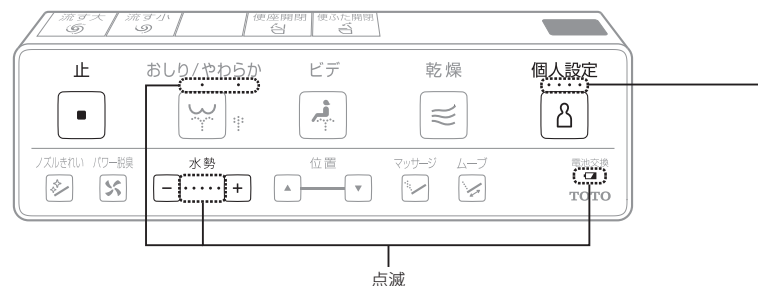 流す大 流す小 便座開閉 便ふた開閉
止 おしり/やわらか ビデ 乾燥 個人設定
ノズルきれい パワー脱臭 水勢 位置 マッサージ ムーブ 電池交換
− +
TOTO
点滅